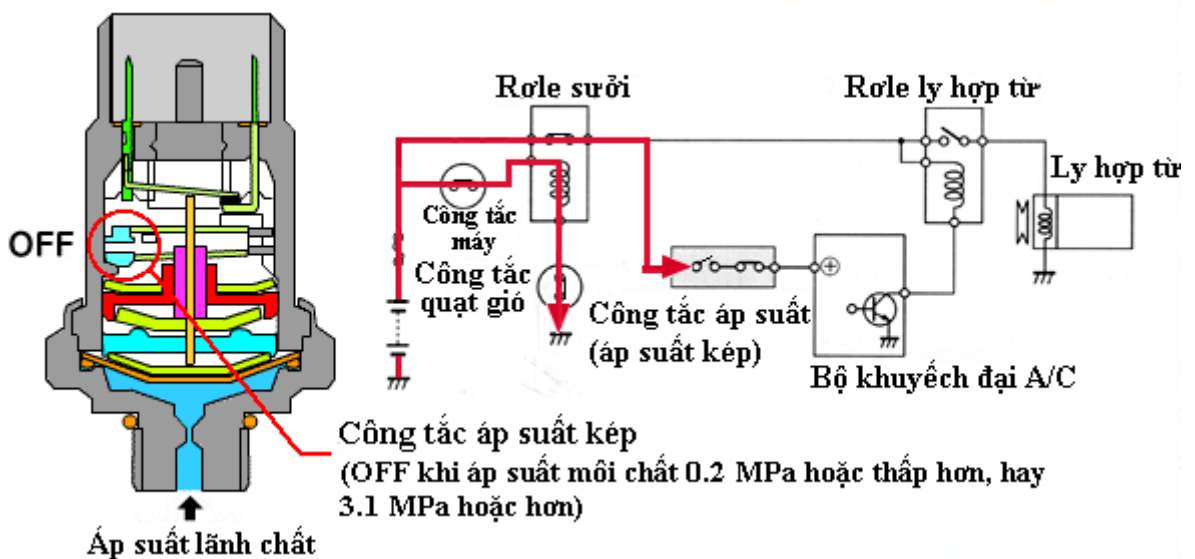 Rơle sưởi
Rơle ly hợp từ
Ly hợp từ
OFF
Công tắc
máy
Công tắc
quạt gió
Công tắc áp suất
(áp suất kép)
Bộ khuyếch đại A/C
Công tắc áp suất kép
(OFF khi áp suất môi chất 0.2 MPa hoặc thấp hơn, hay
3.1 MPa hoặc hơn)
Áp suất lãnh chất